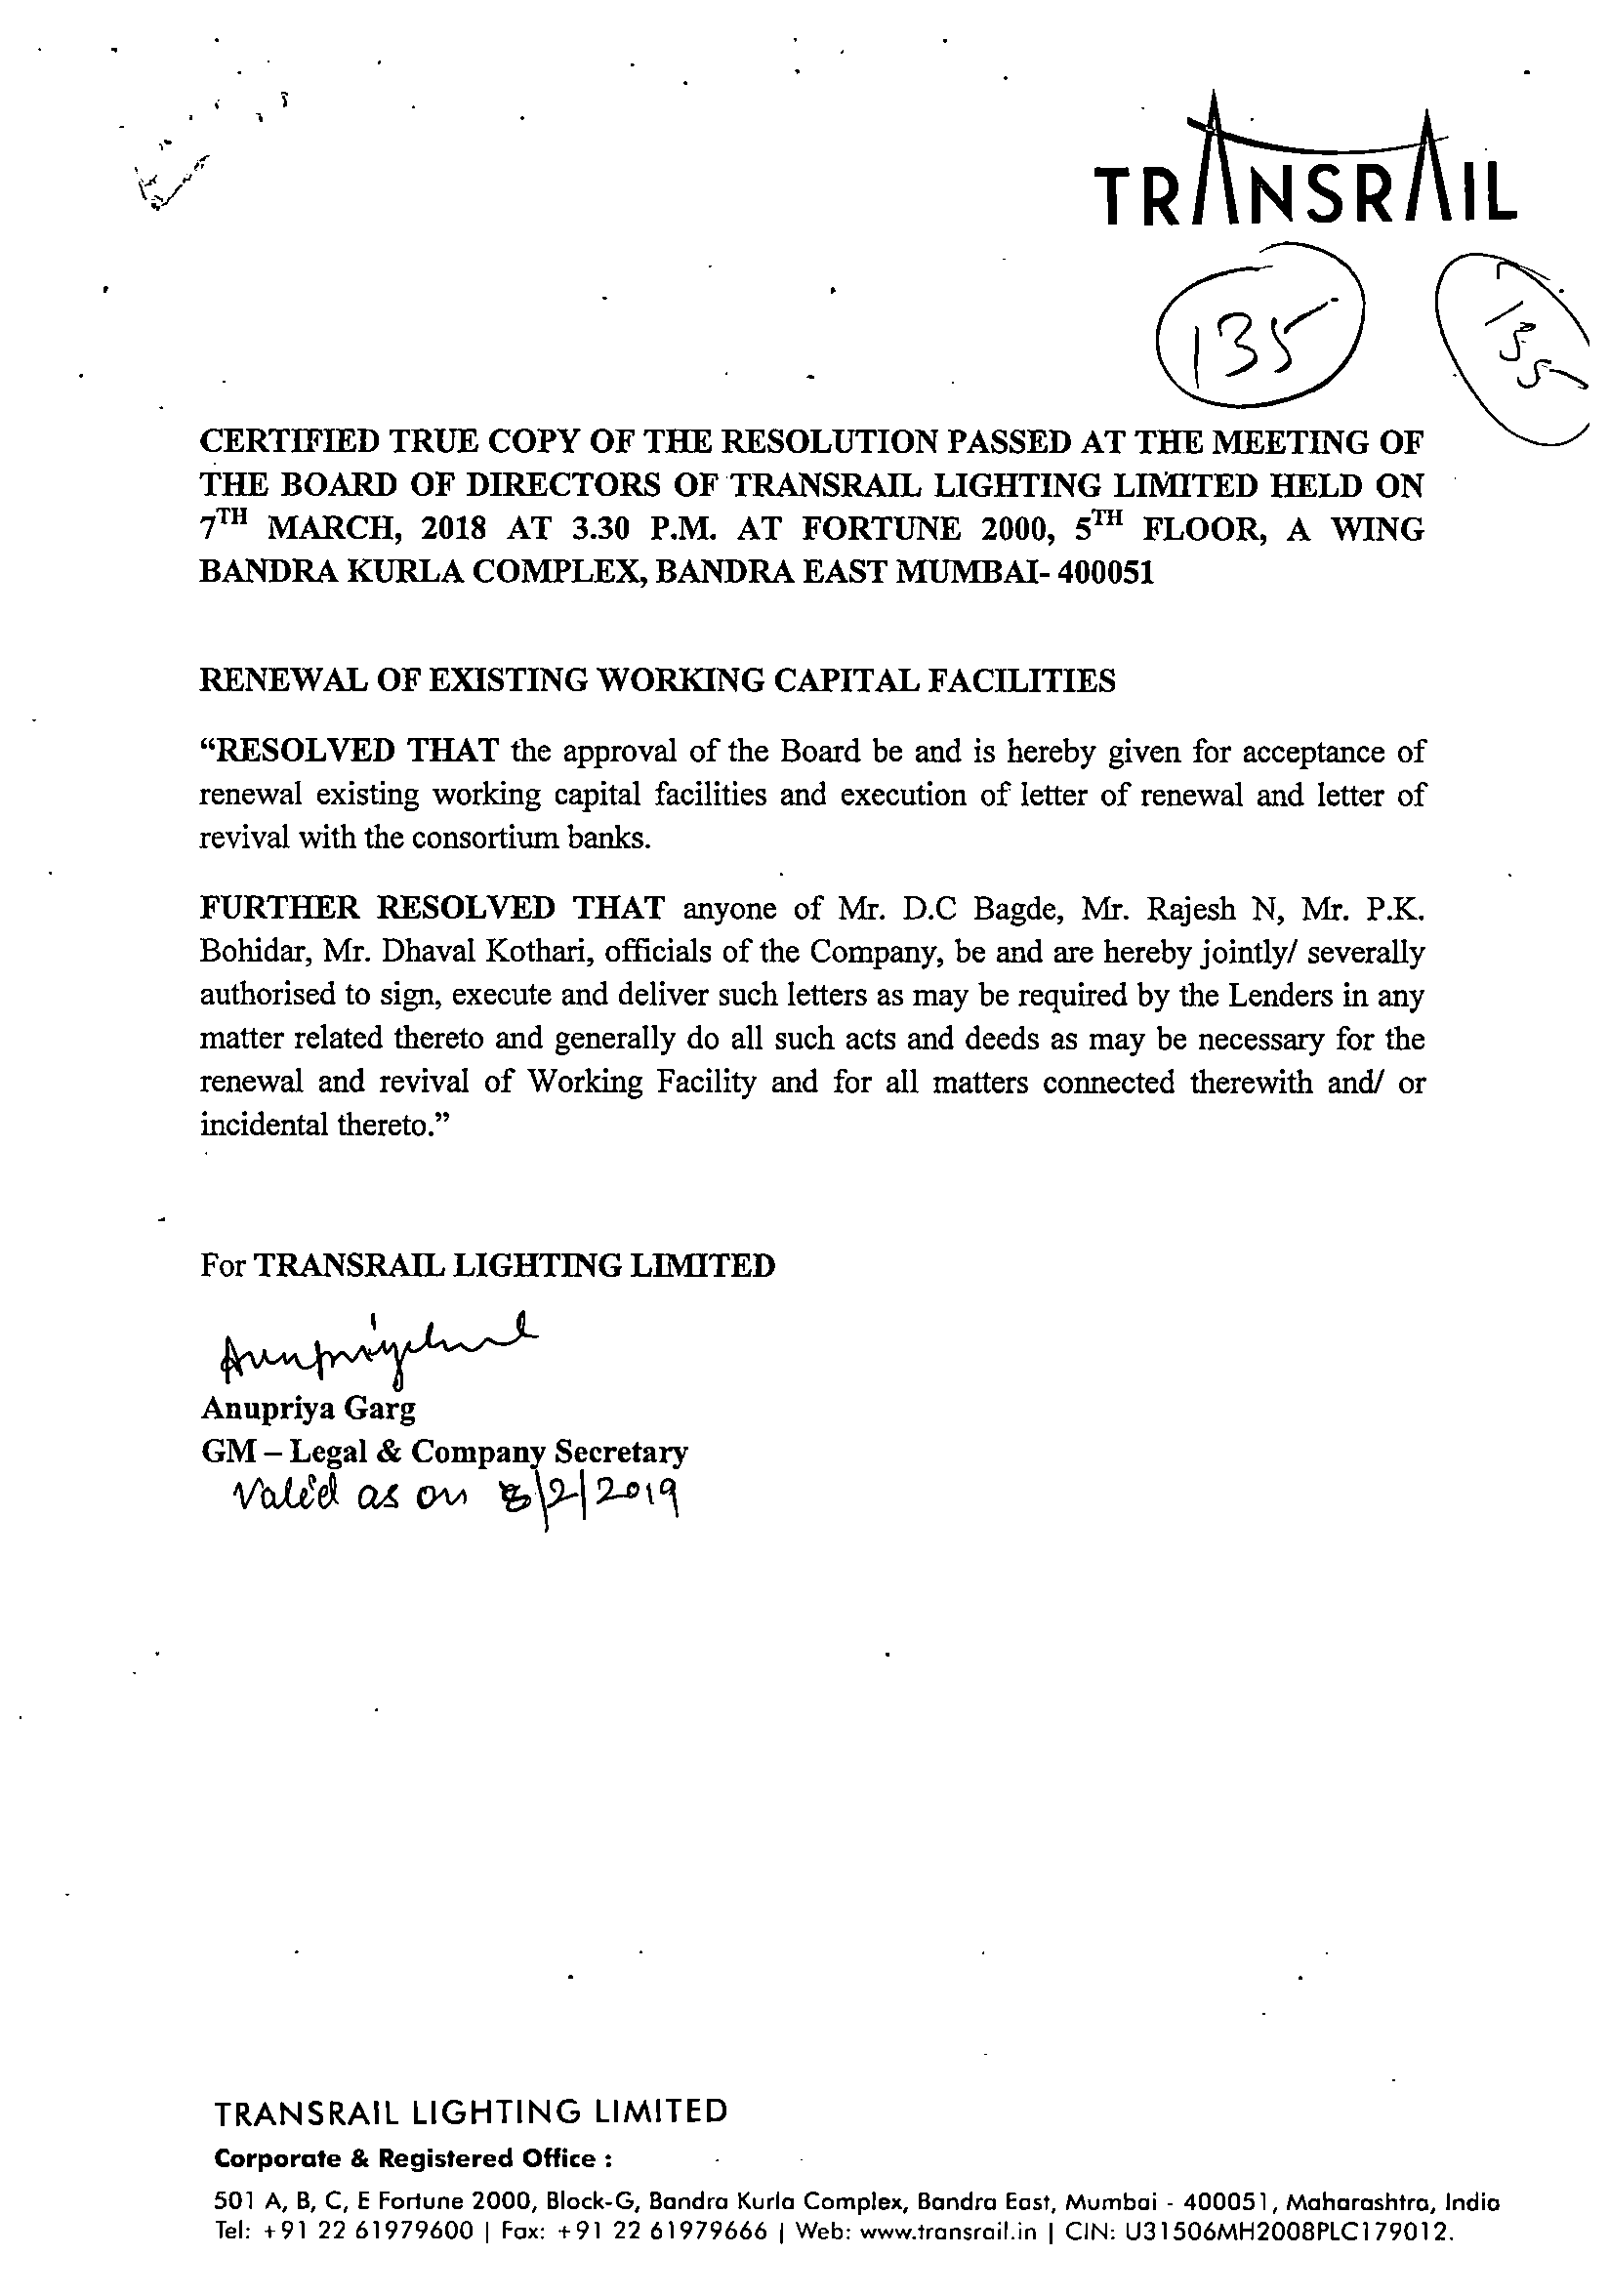 TRANSRAIL
135
135
CERTIFIED TRUE COPY OF THE RESOLUTION PASSED AT THE MEETING OF
THE BOARD OF DIRECTORS OF TRANSRAIL LIGHTING LIMITED HELD ON
7TH MARCH, 2018 AT 3.30 P.M. AT FORTUNE 2000, 5TH FLOOR, A WING
BANDRA KURLA COMPLEX, BANDRA EAST MUMBAI- 400051
RENEWAL OF EXISTING WORKING CAPITAL FACILITIES
“RESOLVED THAT the approval of the Board be and is hereby given for acceptance of
renewal existing working capital facilities and execution of letter of renewal and letter of
revival with the consortium banks.
FURTHER RESOLVED THAT anyone of Mr. D.C Bagde, Mr. Rajesh N, Mr. P.K.
Bohidar, Mr. Dhaval Kothari, officials of the Company, be and are hereby jointly/ severally
authorised to sign, execute and deliver such letters as may be required by the Lenders in any
matter related thereto and generally do all such acts and deeds as may be necessary for the
renewal and revival of Working Facility and for all matters connected therewith and/ or
incidental thereto.”
For TRANSRAIL LIGHTING LIMITED
Anupriya Garg
GM – Legal & Company Secretary
Valid as on 8/2/2019
TRANSRAIL LIGHTING LIMITED
Corporate & Registered Office :
501 A, B, C, E Fortune 2000, Block-G, Bandra Kurla Complex, Bandra East, Mumbai - 400051, Maharashtra, India
Tel: +91 22 61979600 | Fax: +91 22 61979666 | Web: www.transrail.in | CIN: U31506MH2008PLC179012.